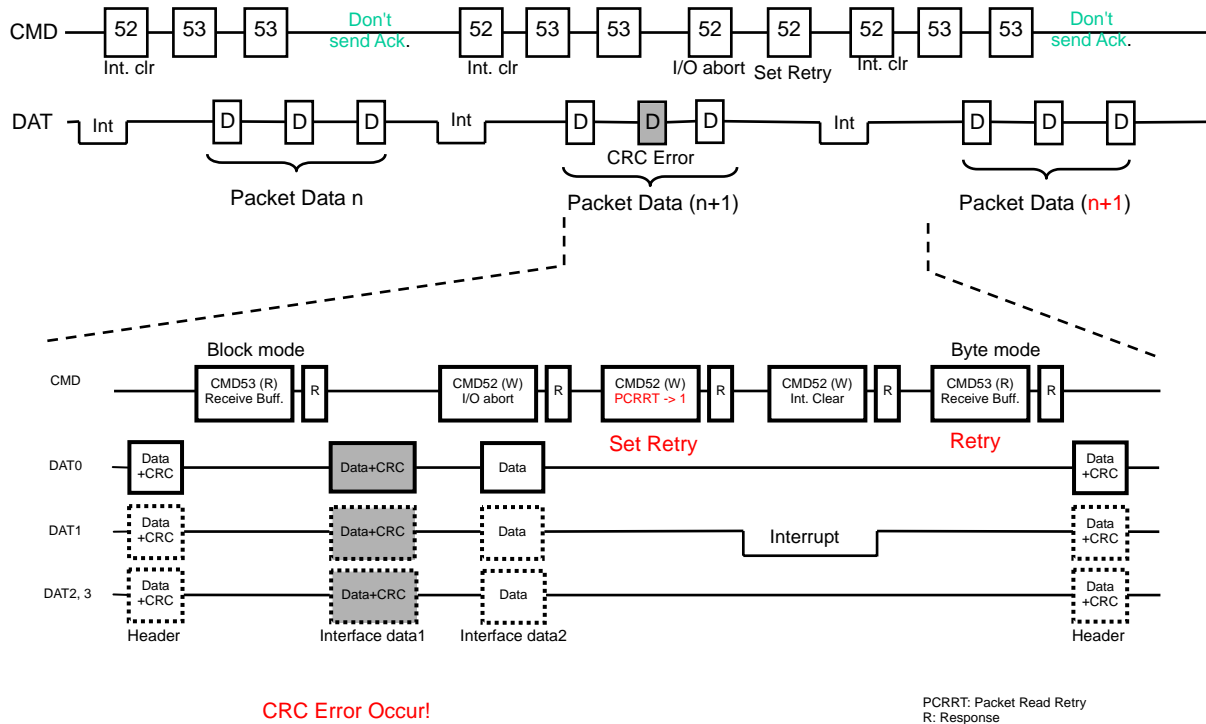 CMD 52 53 53 Don't send Ack. 52 53 53 52 52 52 53 53 Don't send Ack.
Int. clr Int. clr I/O abort Set Retry Int. clr
DAT Int D D D Int D D D Int D D D
CRC Error
Packet Data n Packet Data (n+1) Packet Data (n+1)
Block mode Byte mode
CMD
CMD53 (R)
Receive Buff.
R
CMD52 (W)
I/O abort
R
CMD52 (W)
PCRRT -> 1
R
CMD52 (W)
Int. Clear
R
CMD53 (R)
Receive Buff.
R
Set Retry Retry
DAT0
Data
+CRC
Data+CRC
Data
Data
+CRC
DAT1
Data
+CRC
Data+CRC
Data
Interrupt
Data
+CRC
DAT2, 3
Data
+CRC
Data+CRC
Data
Data
+CRC
Header Interface data1 Interface data2 Header
CRC Error Occur!
PCRRT: Packet Read Retry
R: Response